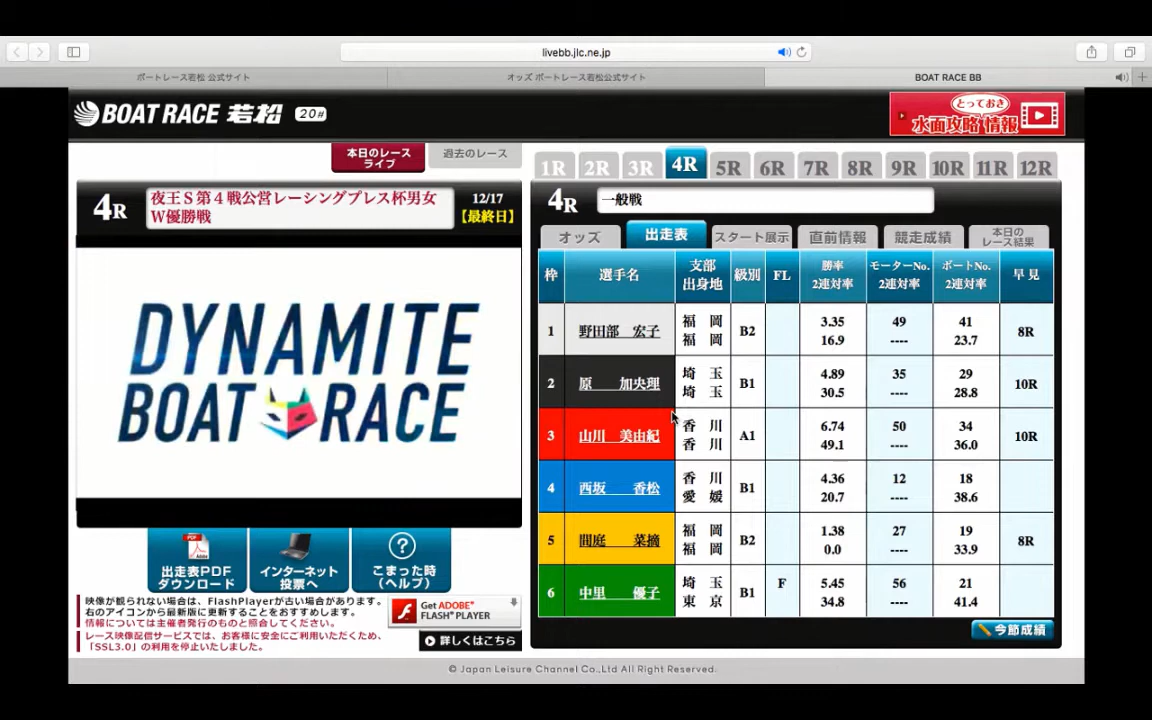 livebb.jlc.ne.jp
ボートレース若松 公式サイト
オッズ ボートレース若松公式サイト
BOAT RACE BB
BOAT RACE 若松 20#
とっておき
水面攻略情報
本日のレース
ライブ
過去のレース
4R
夜王S第4戦公営レーシングプレス杯男女
W優勝戦
12/17
【最終日】
DYNAMITE
BOAT RACE
出走表PDF
ダウンロード
インターネット
投票へ
こまった時
(ヘルプ)
映像が観られない場合は、FlashPlayerが古い場合があります。
右のアイコンから最新版に更新することをおすすめします。
情報については主催者発行のものと照合してください。
レース映像配信サービスでは、お客様に安全にご利用いただくため、
「SSL3.0」の利用を停止いたしました。
Get ADOBE®
FLASH® PLAYER
詳しくはこちら
1R 2R 3R 4R 5R 6R 7R 8R 9R 10R 11R 12R
4R 一般戦
オッズ 出走表 スタート展示 直前情報 競走成績 本日の
レース結果
枠 選手名 支部 級別 FL 勝率 モーターNo. ボートNo. 早見
出身地 2連対率 2連対率 2連対率
1 野田部 宏子 福岡 B2 3.35 49 41 8R
福岡 16.9 ---- 23.7
2 原 加央理 埼玉 B1 4.89 35 29 10R
埼玉 30.5 ---- 28.8
3 山川 美由紀 香川 A1 6.74 50 34 10R
香川 49.1 ---- 36.0
4 西坂 香松 香川 B1 4.36 12 18
愛媛 20.7 ---- 38.6
5 間庭 菜摘 福岡 B2 1.38 27 19 8R
福岡 0.0 ---- 33.9
6 中里 優子 埼玉 B1 F 5.45 56 21
東京 34.8 ---- 41.4
今節成績
© Japan Leisure Channel Co.,Ltd All Right Reserved.